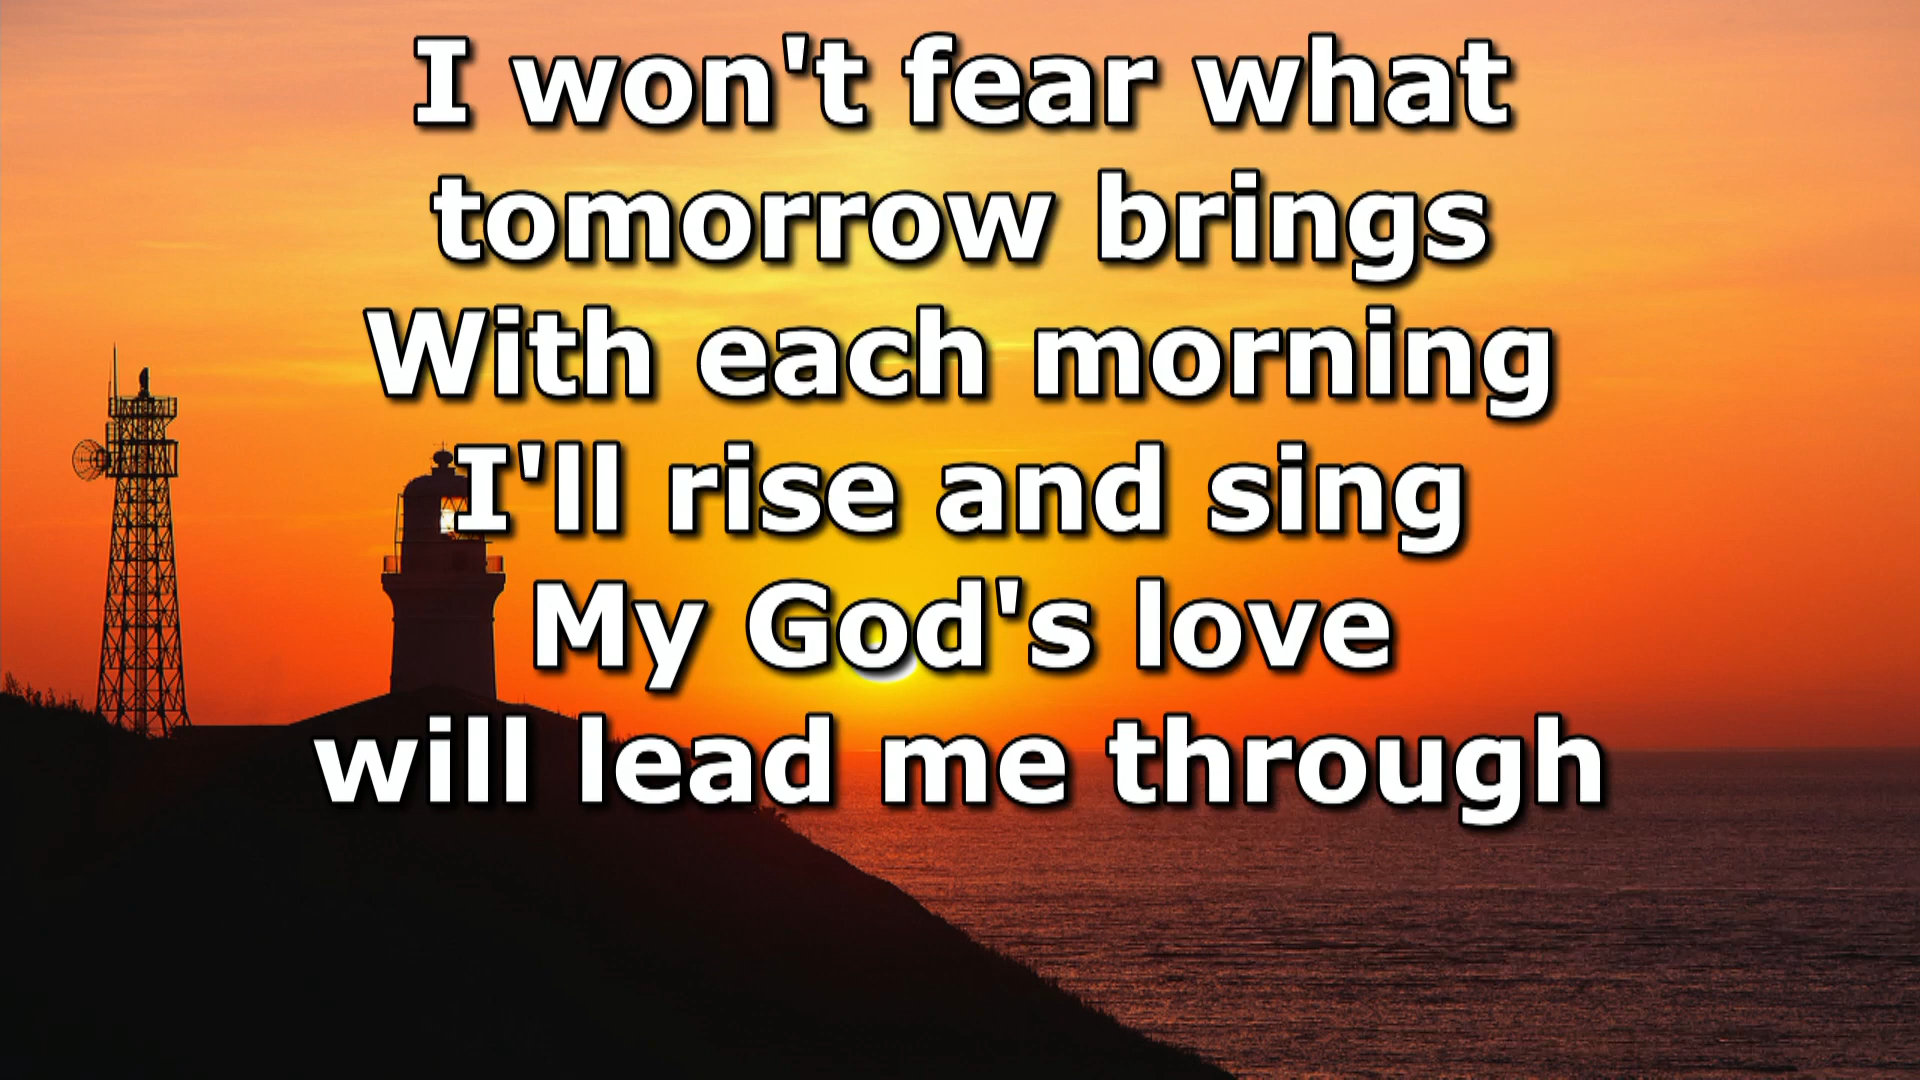 I won't fear what
tomorrow brings
With each morning
I'll rise and sing
My God's love
will lead me through